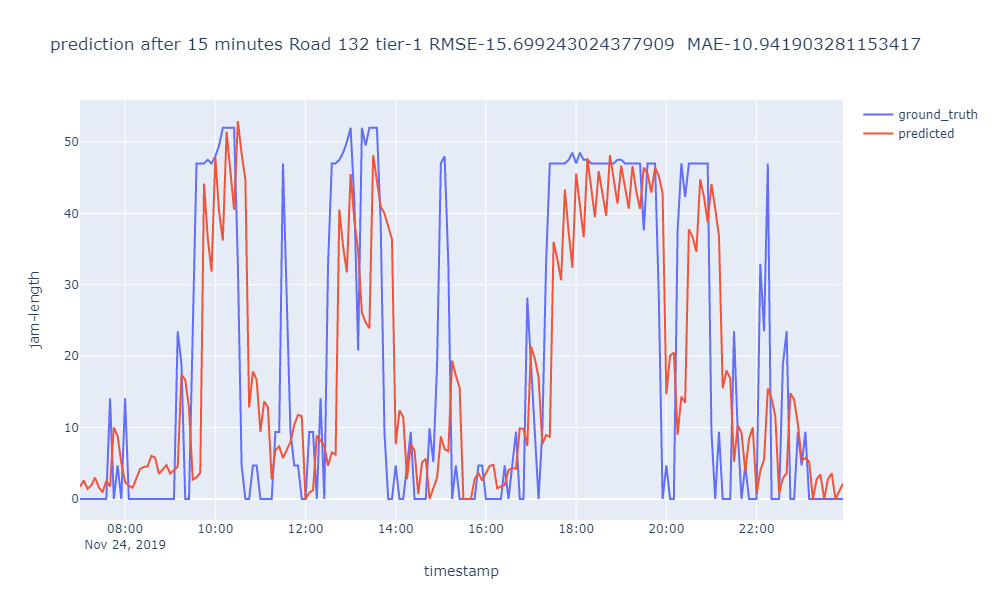 prediction after 15 minutes Road 132 tier-1 RMSE-15.699243024377909  MAE-10.941903281153417
ground_truth
predicted
50
40
30
20
10
0
jam-length
08:00 10:00 12:00 14:00 16:00 18:00 20:00 22:00
Nov 24, 2019
timestamp